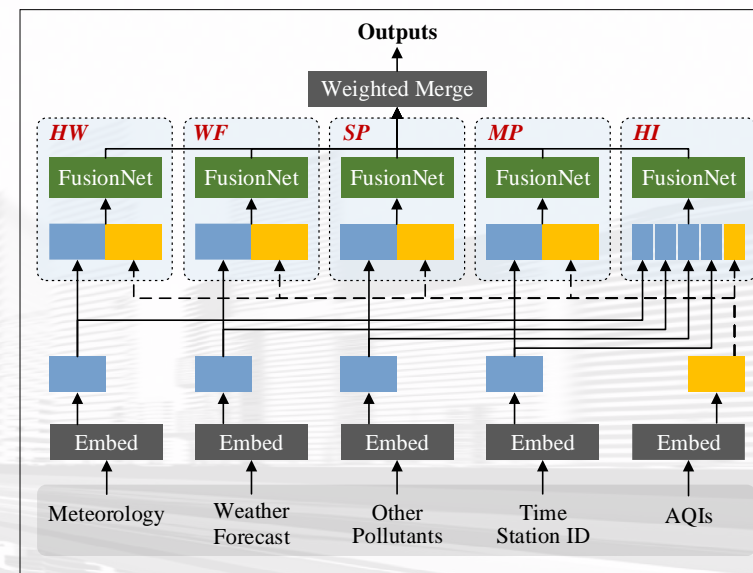 Outputs
Weighted Merge
HW WF SP MP HI
FusionNet FusionNet FusionNet FusionNet FusionNet
Embed Embed Embed Embed Embed
Meteorology
Weather
Forecast
Other
Pollutants
Time
Station ID
AQIs